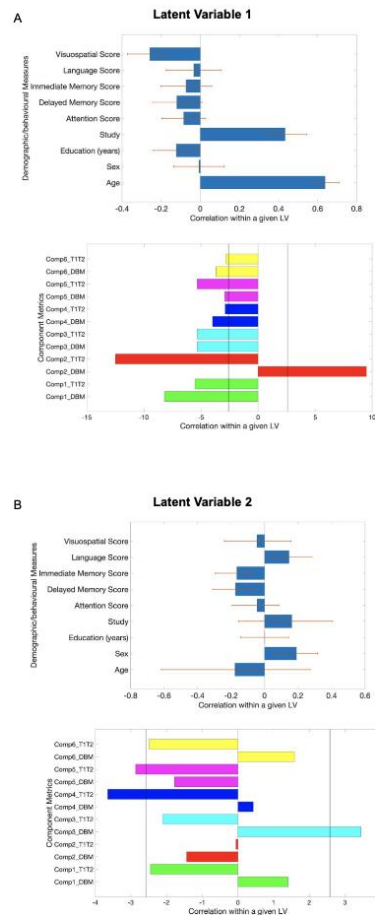 A
Latent Variable 1
Demographic/behavioural Measures
Visuospatial Score
Language Score
Immediate Memory Score
Delayed Memory Score
Attention Score
Study
Education (years)
Sex
Age
-0.4 -0.2 0 0.2 0.4 0.6 0.8
Correlation within a given LV
Component Metrics
Comp6_T1T2
Comp6_DBM
Comp5_T1T2
Comp5_DBM
Comp4_T1T2
Comp4_DBM
Comp3_T1T2
Comp3_DBM
Comp2_T1T2
Comp2_DBM
Comp1_T1T2
Comp1_DBM
-15 -10 -5 0 5 10
Correlation within a given LV
B
Latent Variable 2
Demographic/behavioural Measures
Visuospatial Score
Language Score
Immediate Memory Score
Delayed Memory Score
Attention Score
Study
Education (years)
Sex
Age
-0.8 -0.6 -0.4 -0.2 0 0.2 0.4 0.6 0.8
Correlation within a given LV
Component Metrics
Comp6_T1T2
Comp6_DBM
Comp5_T1T2
Comp5_DBM
Comp4_T1T2
Comp4_DBM
Comp3_T1T2
Comp3_DBM
Comp2_T1T2
Comp2_DBM
Comp1_T1T2
Comp1_DBM
-4 -3 -2 -1 0 1 2 3
Correlation within a given LV